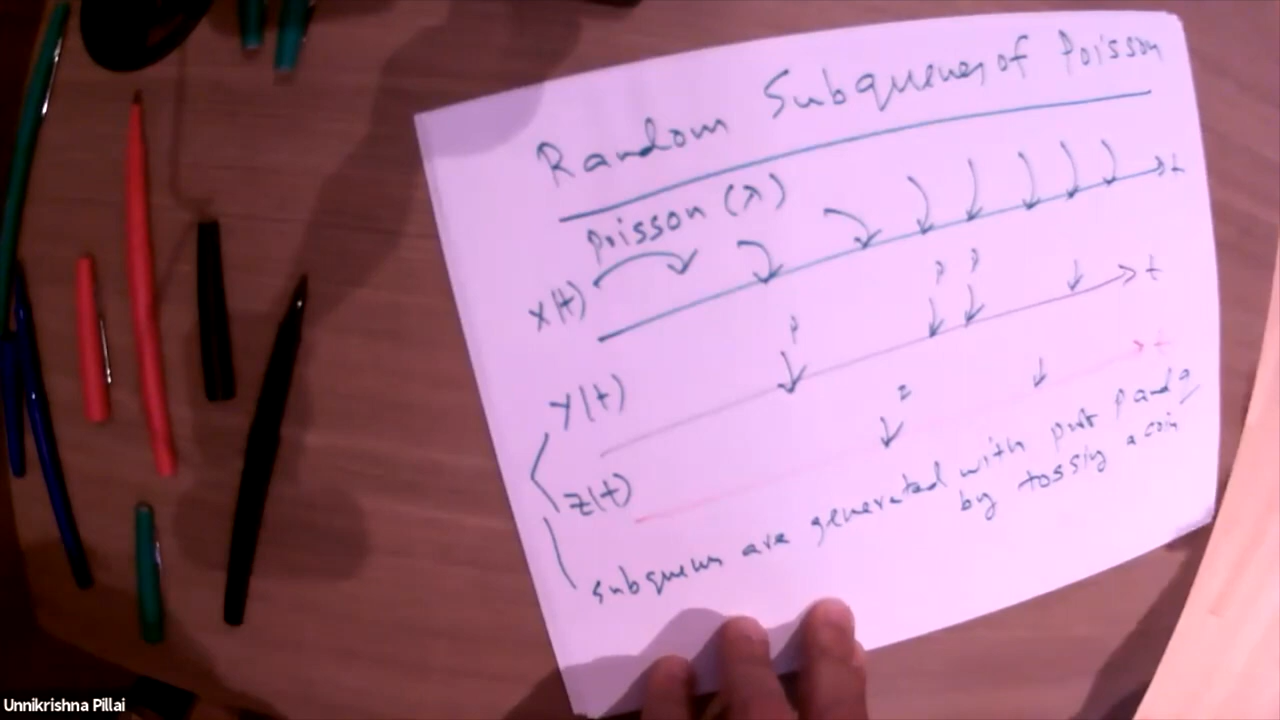 Random Subqueues of Poisson
Poisson (λ)
x(t)
t
p p
t
p
y(t)
t
z(t)
subqueues are generated with prob p and q
by tossing a coin
Unnikrishna Pillai